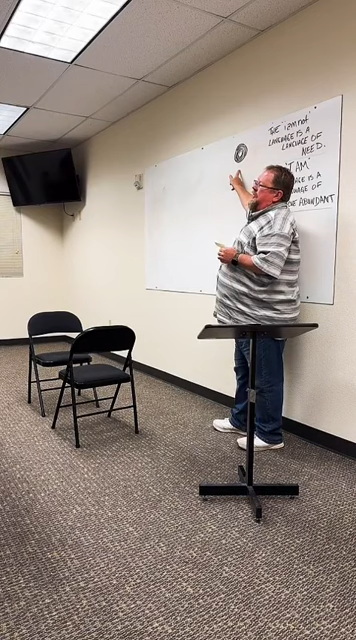 THE "I AM NOT"
LANGUAGE IS A
LANGUAGE OF
NEED.
"I AM"
IS A
OF
ABUNDANT